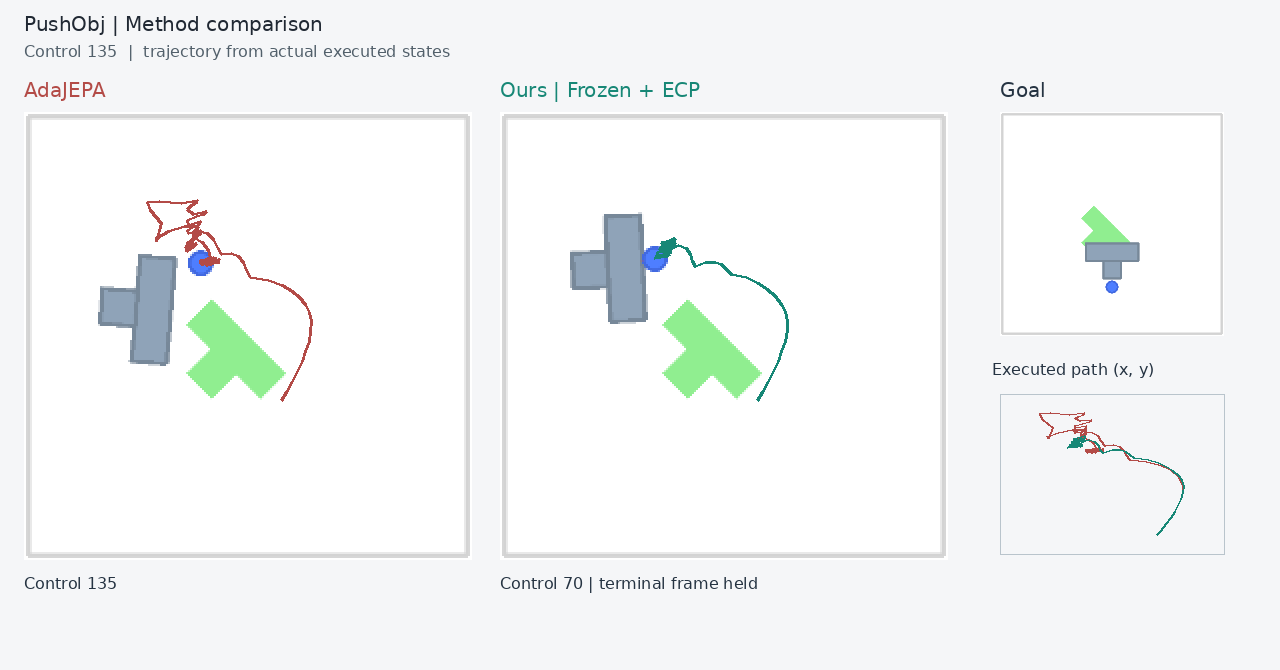 PushObj | Method comparison
Control 135 | trajectory from actual executed states
AdaJEPA
Ours | Frozen + ECP
Goal
Executed path (x, y)
Control 135
Control 70 | terminal frame held